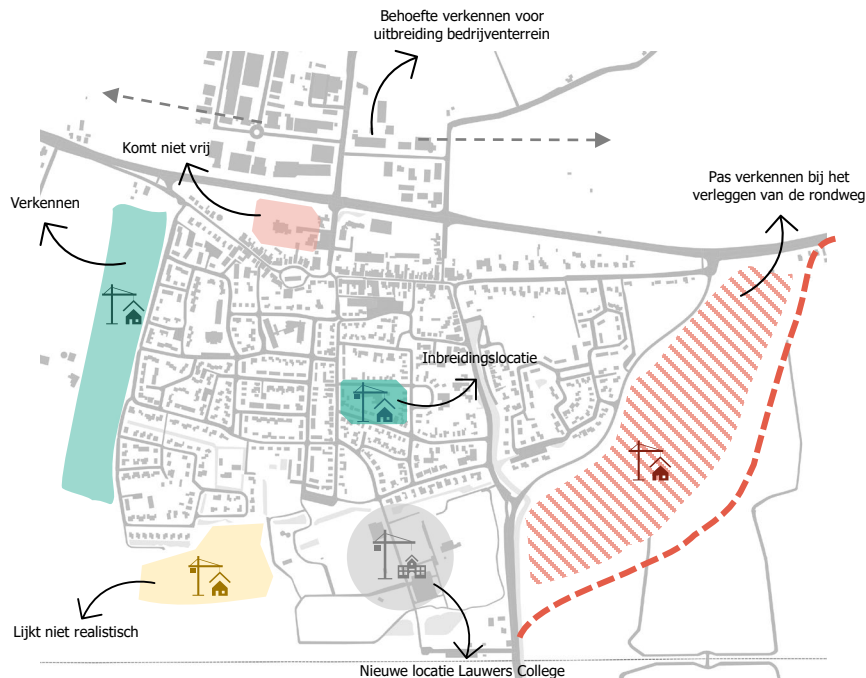 Behoefte verkennen voor
uitbreiding bedrijventerrein
Komt niet vrij
Pas verkennen bij het
verleggen van de rondweg
Verkennen
Inbreidingslocatie
Lijkt niet realistisch
Nieuwe locatie Lauwers College